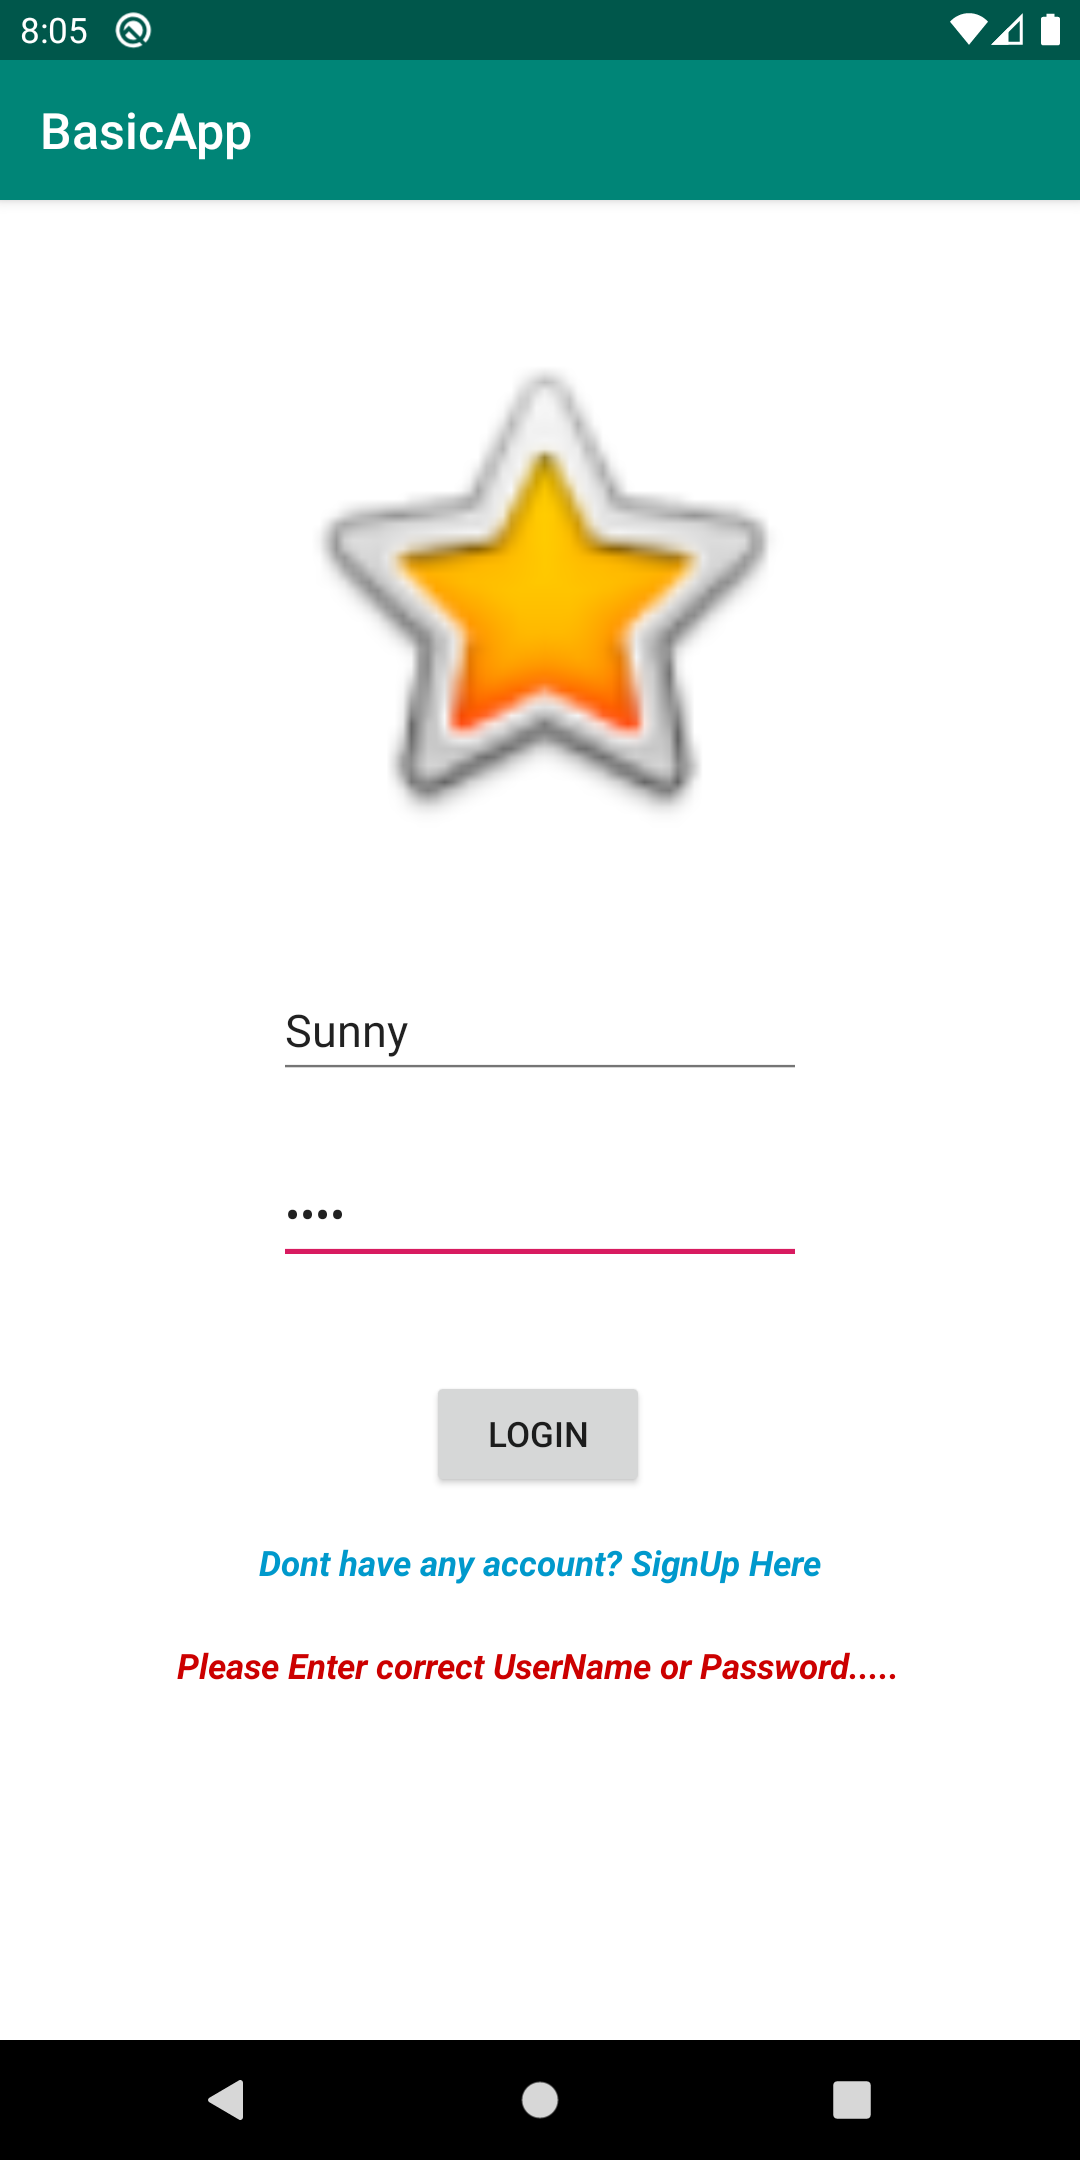 8:05
BasicApp
Sunny
••••
LOGIN
Dont have any account? SignUp Here
Please Enter correct UserName or Password.....